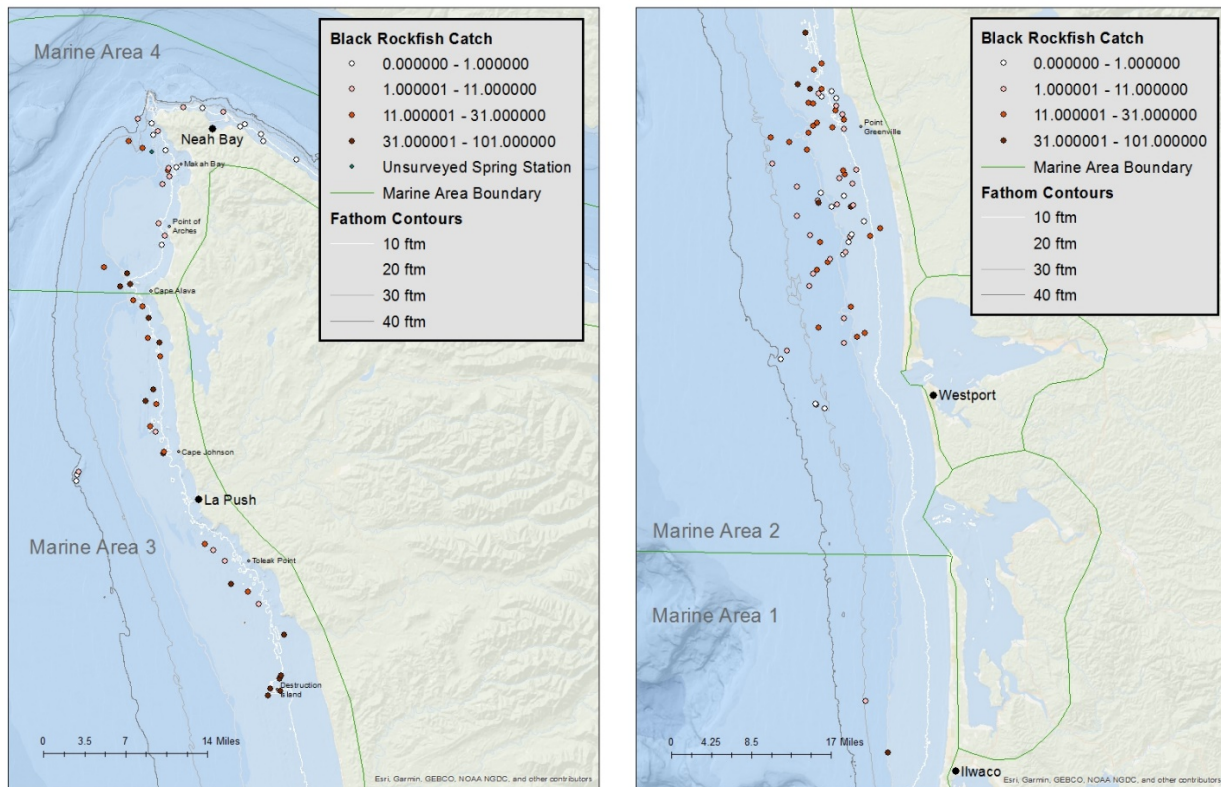 Marine Area 4
Black Rockfish Catch
0.000000 - 1.000000
1.000001 - 11.000000
11.000001 - 31.000000
31.000001 - 101.000000
Unsurveyed Spring Station
Marine Area Boundary
Fathom Contours
10 ftm
20 ftm
30 ftm
40 ftm
Neah Bay
Makah Bay
Point of
Arches
Cape Alava
Cape Johnson
La Push
Marine Area 3
Toleak Point
Destruction
Island
0 3.5 7 14 Miles
Esri, Garmin, GEBCO, NOAA NGDC, and other contributors
Black Rockfish Catch
0.000000 - 1.000000
1.000001 - 11.000000
11.000001 - 31.000000
31.000001 - 101.000000
Marine Area Boundary
Fathom Contours
10 ftm
20 ftm
30 ftm
40 ftm
Point
Grenville
Westport
Marine Area 2
Marine Area 1
0 4.25 8.5 17 Miles
Ilwaco
Esri, Garmin, GEBCO, NOAA NGDC, and other contributors